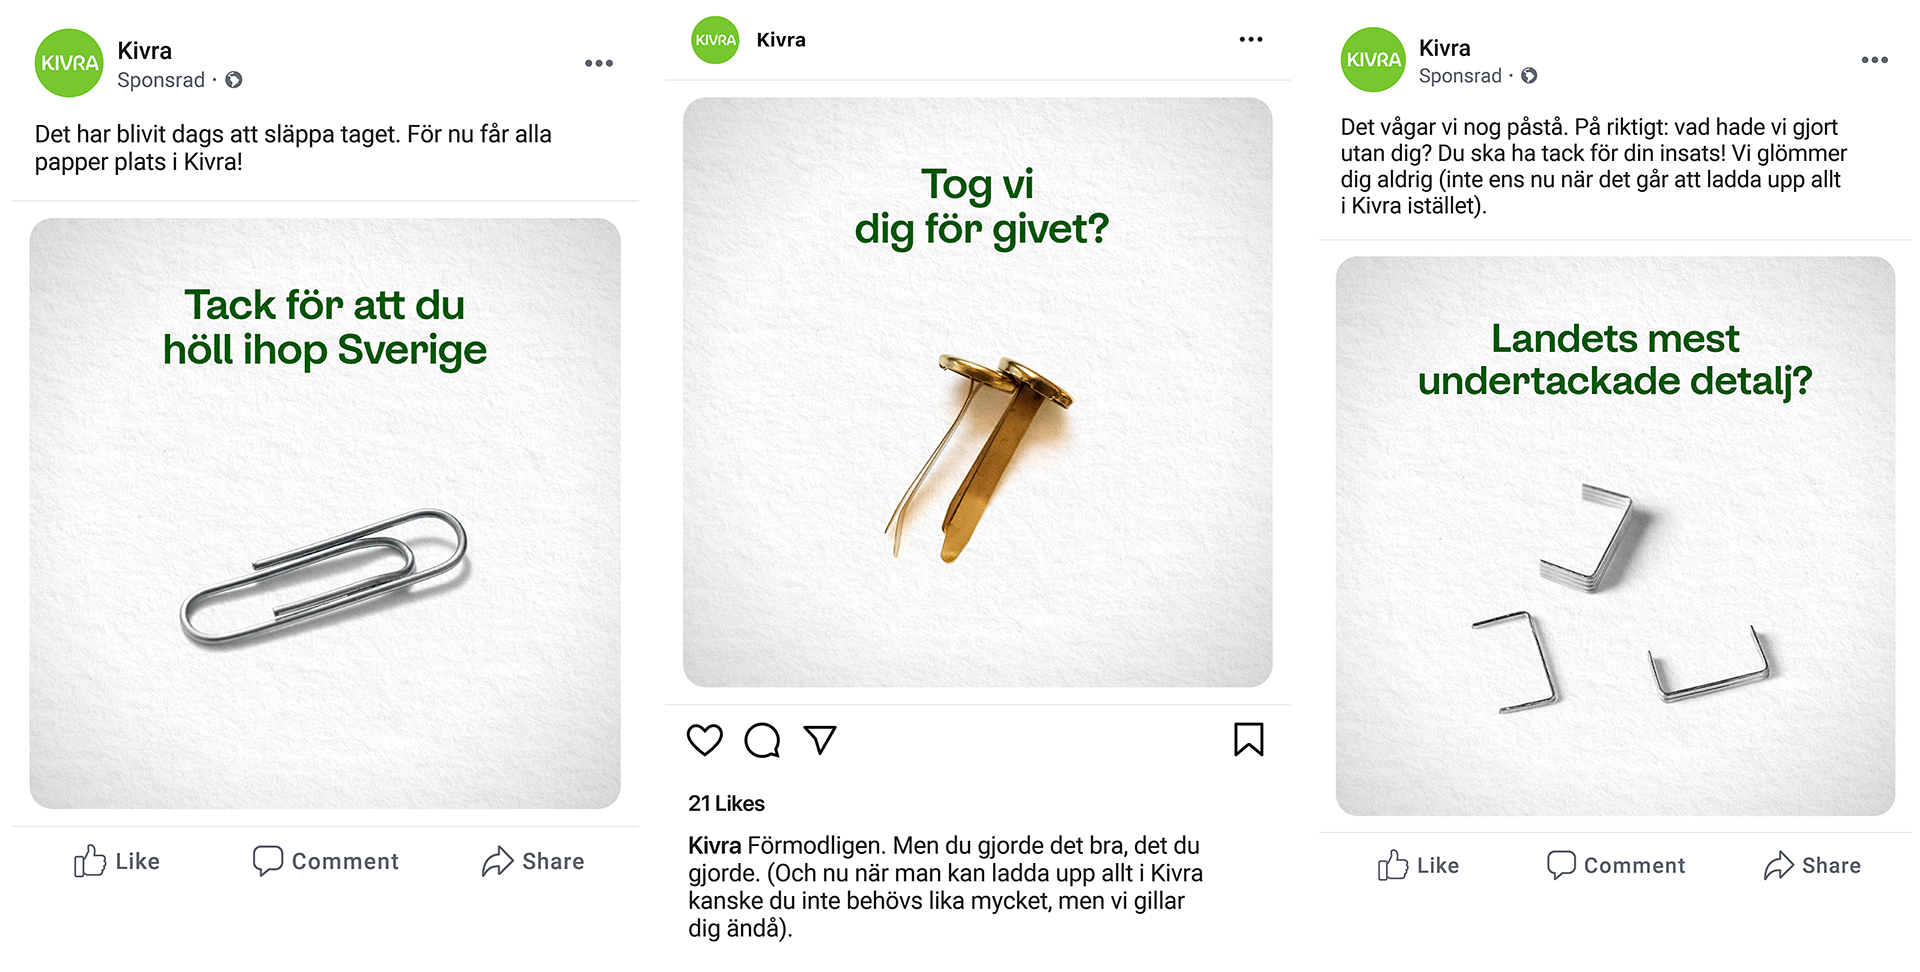 KIVRA
Kivra
Sponsrad ·
Det har blivit dags att släppa taget. För nu får alla
papper plats i Kivra!
Tack för att du
höll ihop Sverige
Like
Comment
Share
KIVRA
Kivra
Tog vi
dig för givet?
21 Likes
Kivra Förmodligen. Men du gjorde det bra, det du
gjorde. (Och nu när man kan ladda upp allt i Kivra
kanske du inte behövs lika mycket, men vi gillar
dig ändå).
KIVRA
Kivra
Sponsrad ·
Det vågar vi nog påstå. På riktigt: vad hade vi gjort
utan dig? Du ska ha tack för din insats! Vi glömmer
dig aldrig (inte ens nu när det går att ladda upp allt
i Kivra istället).
Landets mest
undertackade detalj?
Like
Comment
Share